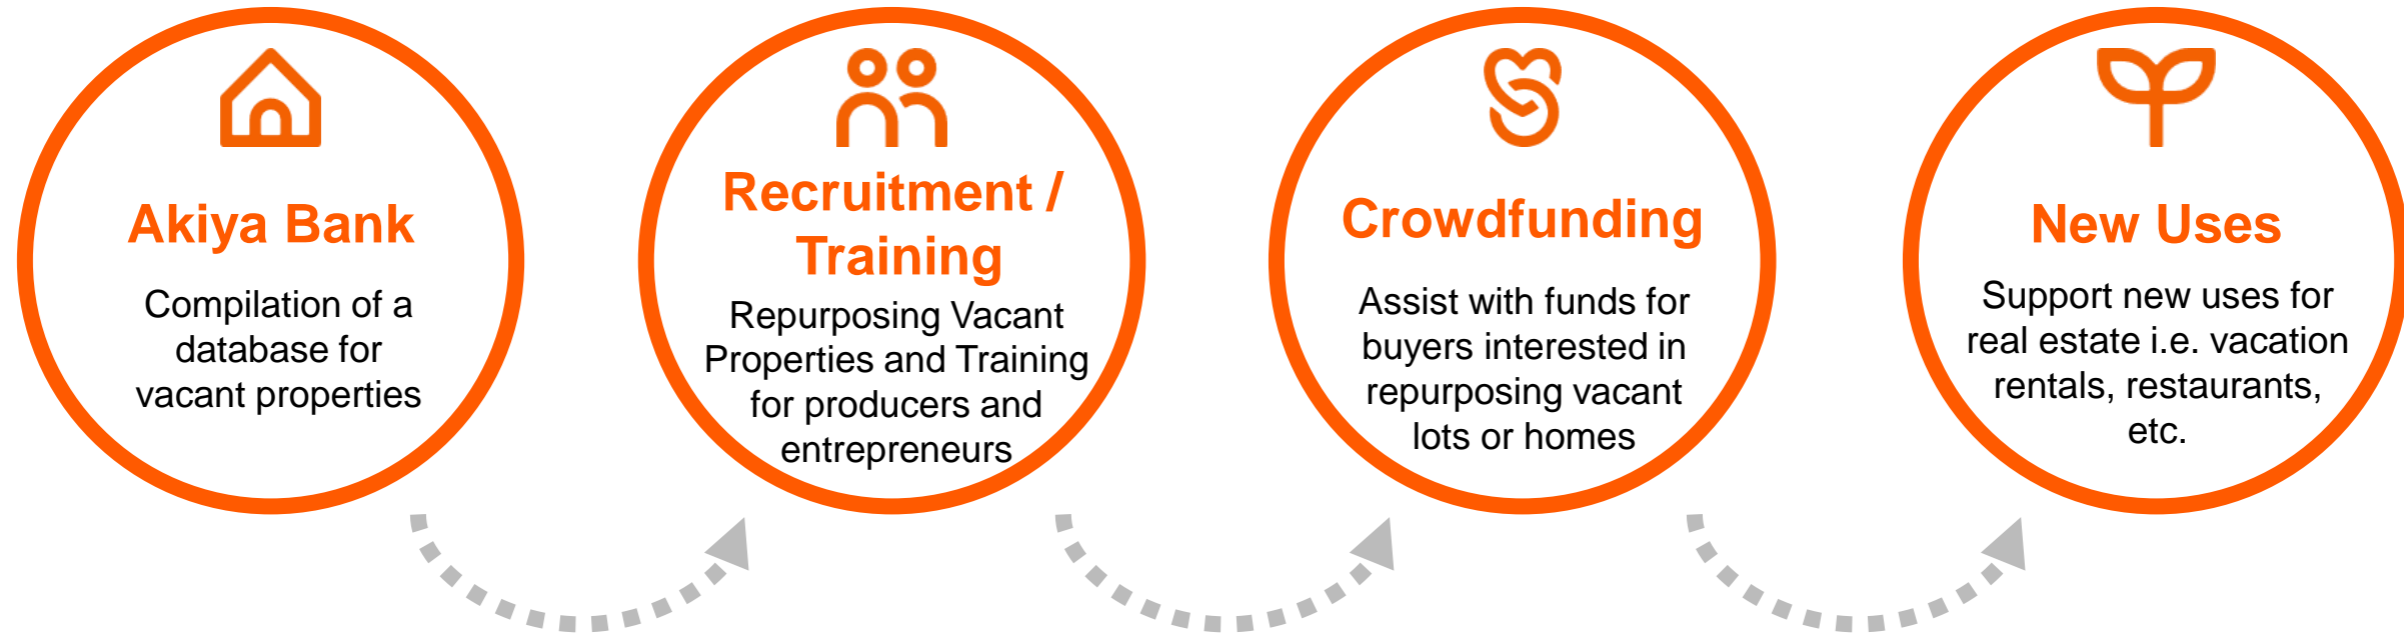 Akiya Bank
Compilation of a
database for
vacant properties
Recruitment /
Training
Repurposing Vacant
Properties and Training
for producers and
entrepreneurs
Crowdfunding
Assist with funds for
buyers interested in
repurposing vacant
lots or homes
New Uses
Support new uses for
real estate i.e. vacation
rentals, restaurants,
etc.